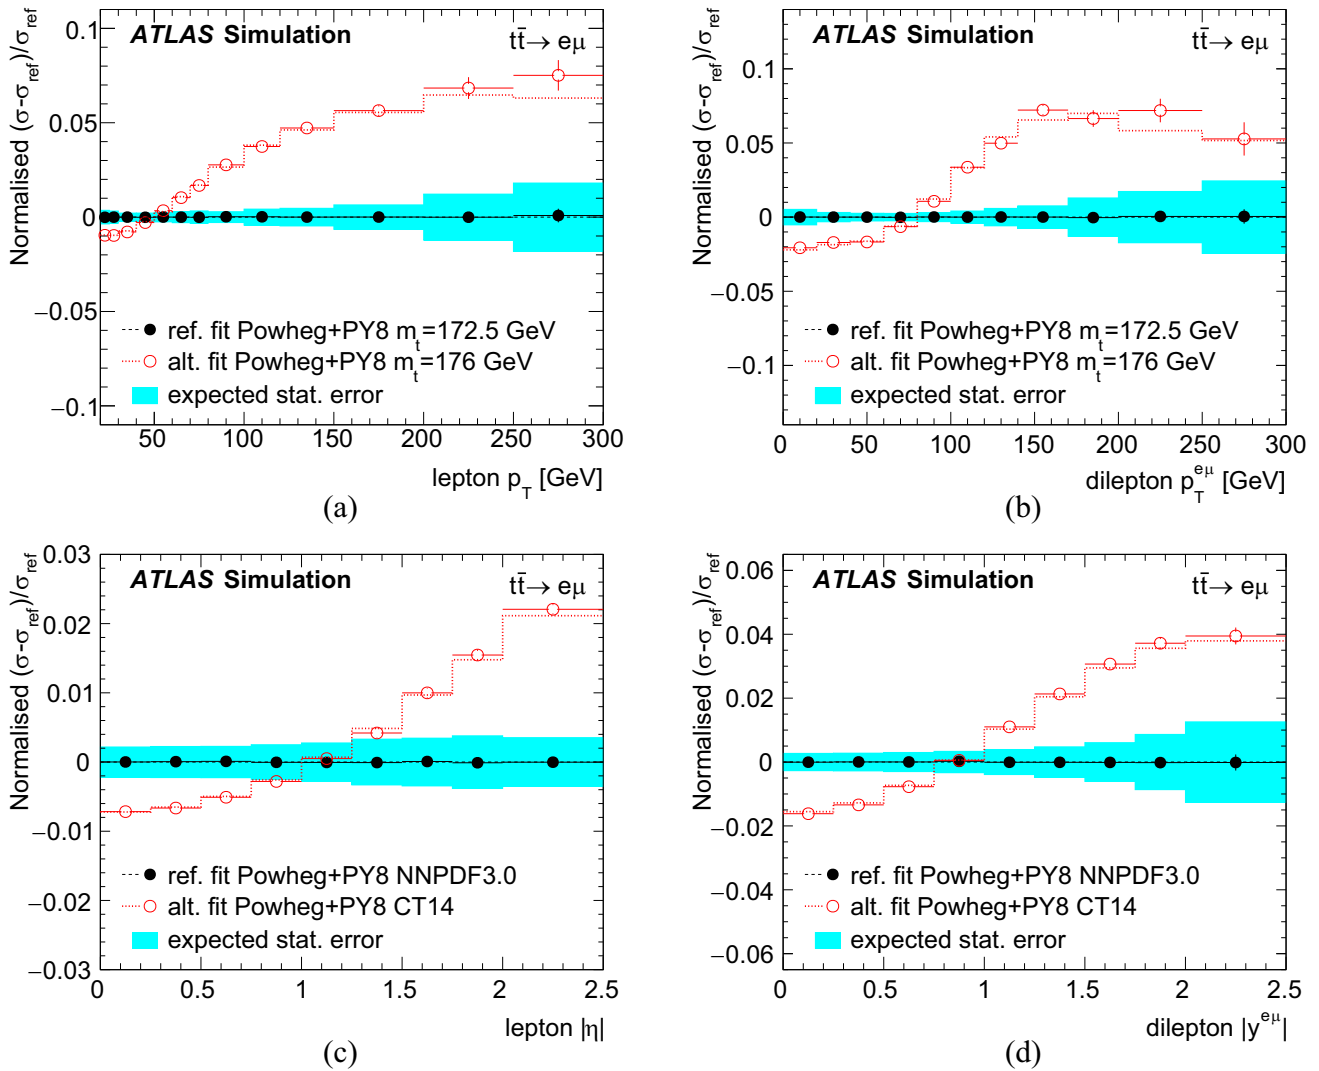 Normalised (σ-σref)/σref
ATLAS Simulation
tt̄→ eμ
0.1
0.05
0
−0.05
−0.1
ref. fit Powheg+PY8 mt=172.5 GeV
alt. fit Powheg+PY8 mt=176 GeV
expected stat. error
50 100 150 200 250 300
lepton pT [GeV]
(a)
Normalised (σ-σref)/σref
ATLAS Simulation
tt̄→ eμ
0.1
0.05
0
−0.05
−0.1
ref. fit Powheg+PY8 mt=172.5 GeV
alt. fit Powheg+PY8 mt=176 GeV
expected stat. error
0 50 100 150 200 250 300
dilepton pT^eμ [GeV]
(b)
Normalised (σ-σref)/σref
ATLAS Simulation
tt̄→ eμ
0.03
0.02
0.01
0
−0.01
−0.02
−0.03
ref. fit Powheg+PY8 NNPDF3.0
alt. fit Powheg+PY8 CT14
expected stat. error
0 0.5 1 1.5 2 2.5
lepton |η|
(c)
Normalised (σ-σref)/σref
ATLAS Simulation
tt̄→ eμ
0.06
0.04
0.02
0
−0.02
−0.04
−0.06
ref. fit Powheg+PY8 NNPDF3.0
alt. fit Powheg+PY8 CT14
expected stat. error
0 0.5 1 1.5 2 2.5
dilepton |y^eμ|
(d)